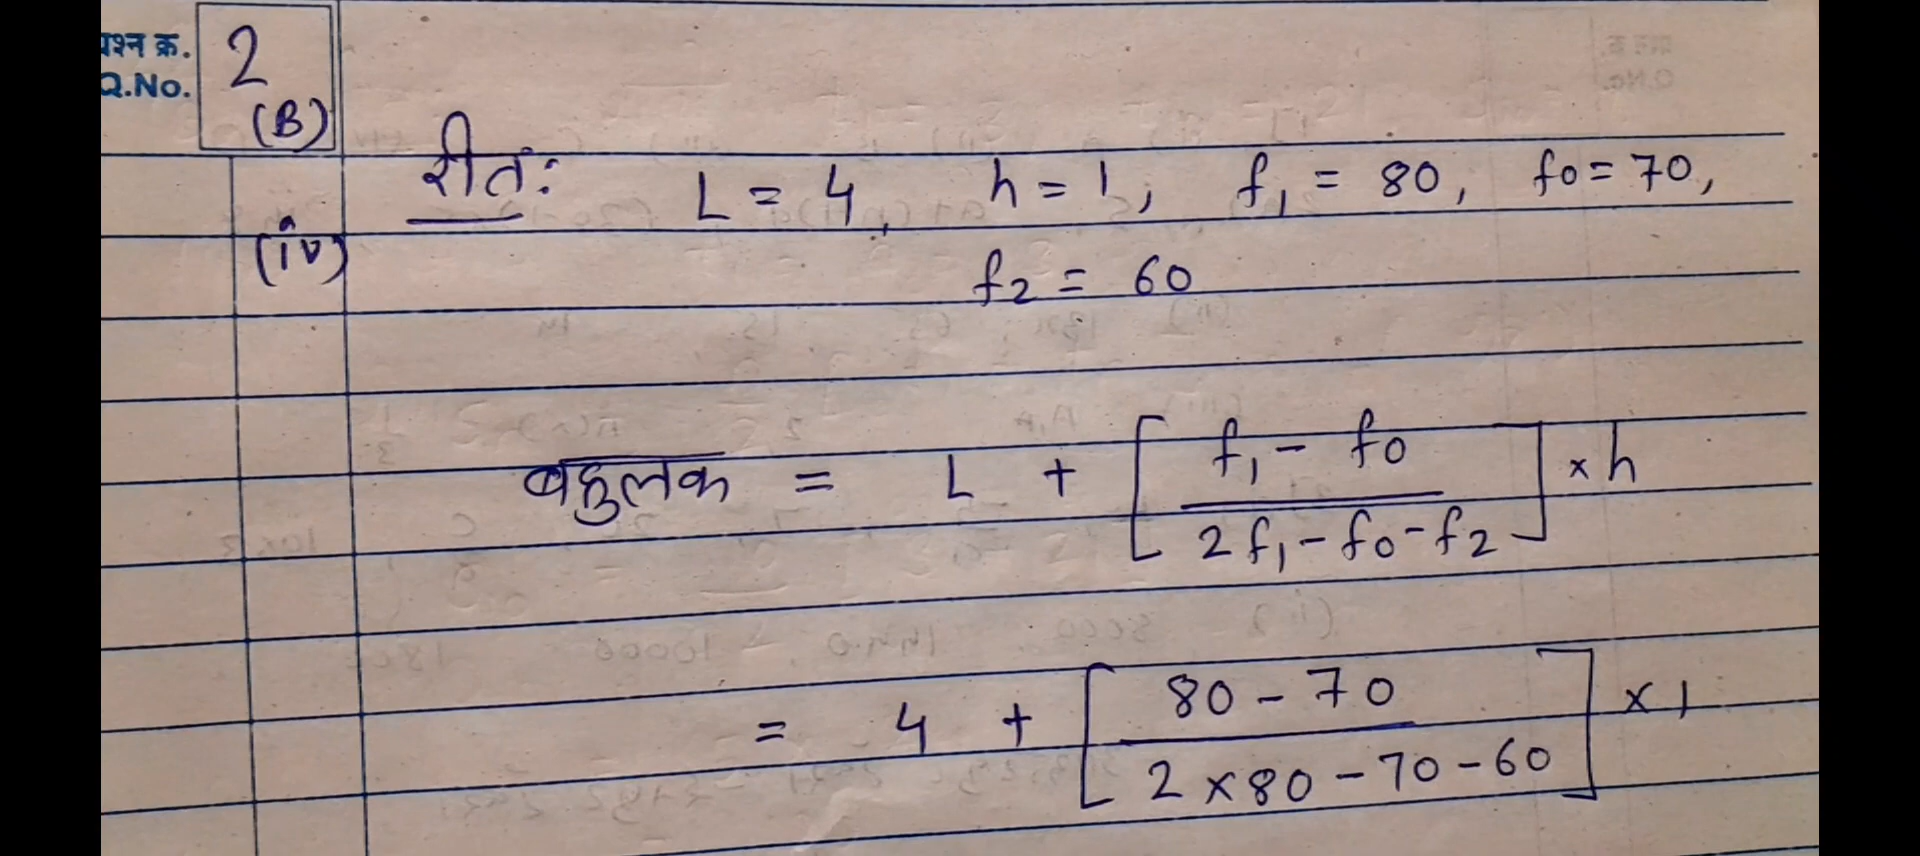 प्रश्न क्र. 2
Q.No. (B)
रीत: L = 4, h = 1, f₁ = 80, f0 = 70,
(iv)
f2 = 60
बहुलक = L + [ f₁ - f0 / 2f₁ - f0 - f2 ] × h
= 4 + [ 80 - 70 / 2 × 80 - 70 - 60 ] × 1